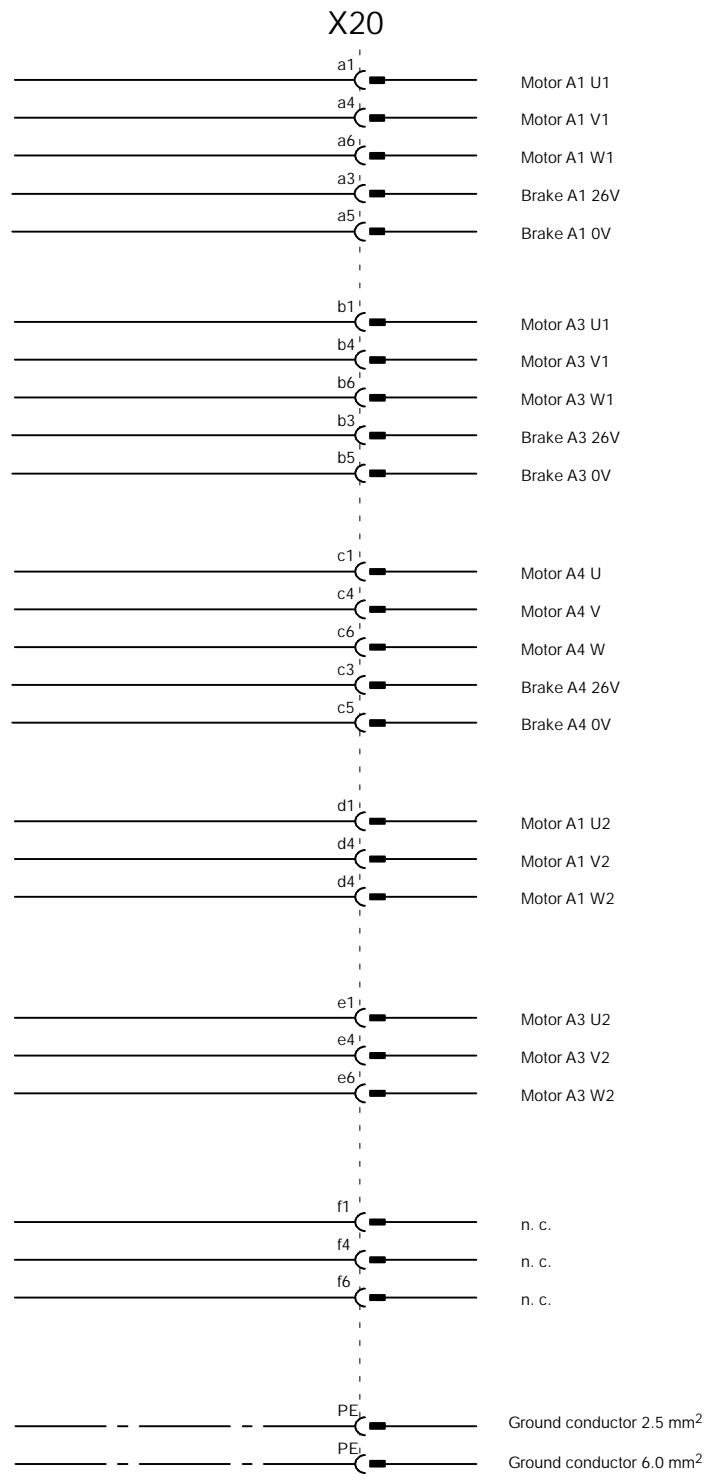 X20
a1 Motor A1 U1
a4 Motor A1 V1
a6 Motor A1 W1
a3 Brake A1 26V
a5 Brake A1 0V
b1 Motor A3 U1
b4 Motor A3 V1
b6 Motor A3 W1
b3 Brake A3 26V
b5 Brake A3 0V
c1 Motor A4 U
c4 Motor A4 V
c6 Motor A4 W
c3 Brake A4 26V
c5 Brake A4 0V
d1 Motor A1 U2
d4 Motor A1 V2
d4 Motor A1 W2
e1 Motor A3 U2
e4 Motor A3 V2
e6 Motor A3 W2
f1 n. c.
f4 n. c.
f6 n. c.
PE Ground conductor 2.5 mm²
PE Ground conductor 6.0 mm²